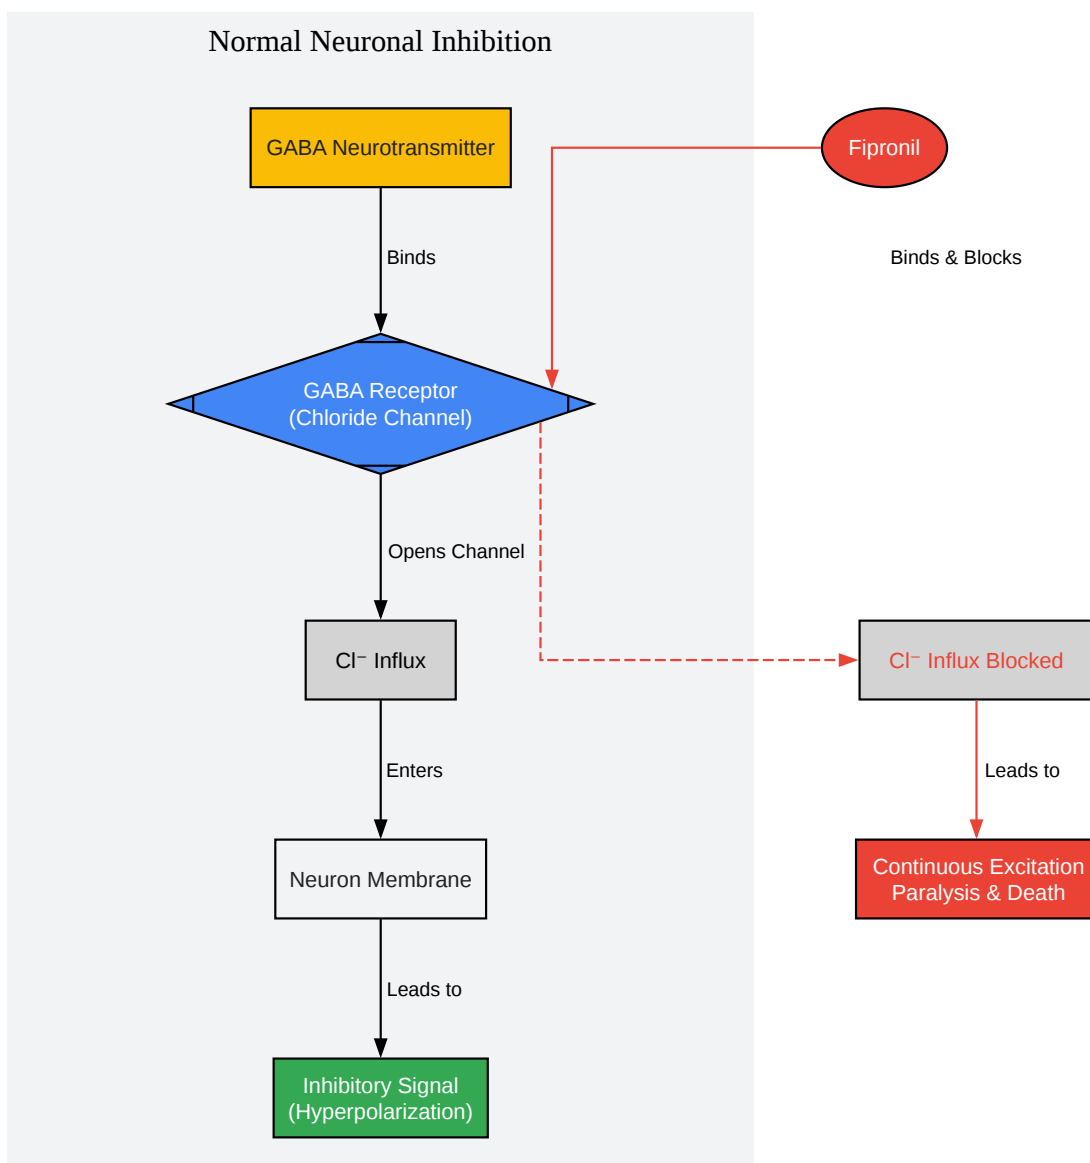 Normal Neuronal Inhibition
GABA Neurotransmitter
Fipronil
Binds
Binds & Blocks
GABA Receptor
(Chloride Channel)
Opens Channel
Cl⁻ Influx
Cl⁻ Influx Blocked
Enters
Leads to
Neuron Membrane
Continuous Excitation
Paralysis & Death
Leads to
Inhibitory Signal
(Hyperpolarization)